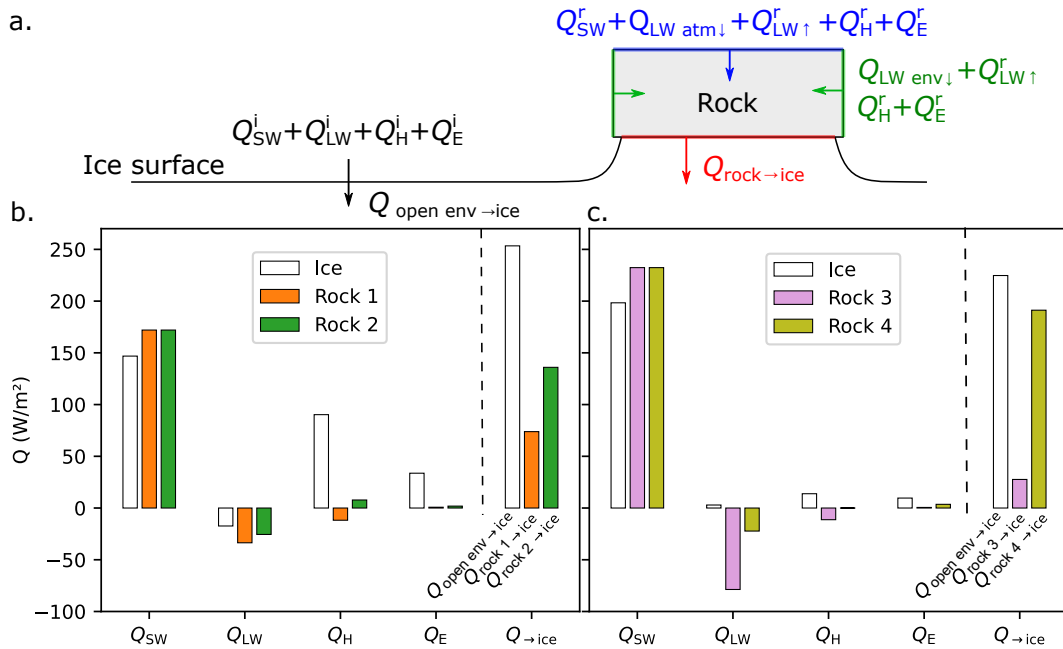 a.
Q^r_SW+Q_LW atm↓+Q^r_LW↑ +Q^r_H+Q^r_E
Q_LW env↓+Q^r_LW↑
Q^r_H+Q^r_E
Rock
Q^i_SW+Q^i_LW+Q^i_H+Q^i_E
Ice surface
Q_rock→ice
Q_open env→ice
b.
c.
Q (W/m²)
250
200
150
100
50
0
−50
−100
Ice
Rock 1
Rock 2
Q_open env→ice
Q_rock 1→ice
Q_rock 2→ice
Q_SW
Q_LW
Q_H
Q_E
Q_→ice
Ice
Rock 3
Rock 4
Q_open env→ice
Q_rock 3→ice
Q_rock 4→ice
Q_SW
Q_LW
Q_H
Q_E
Q_→ice